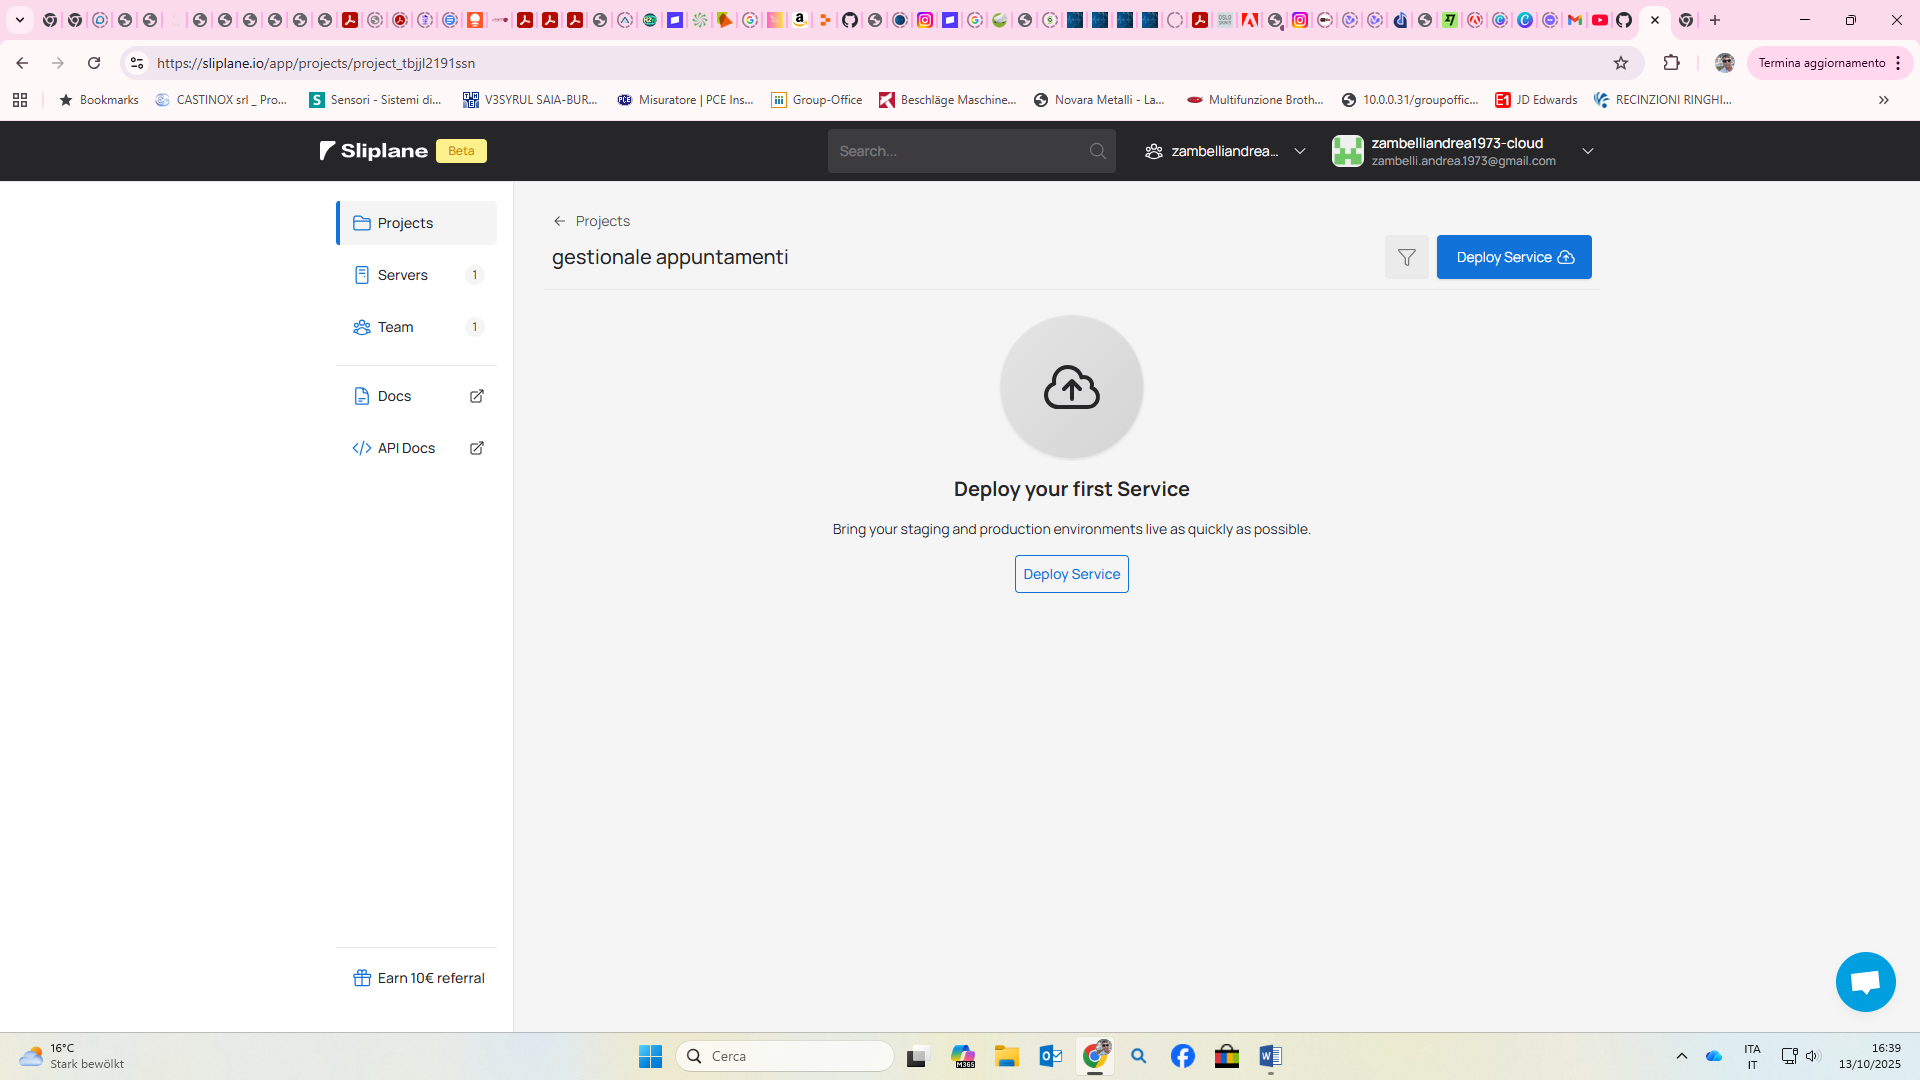 https://sliplane.io/app/projects/project_tbjjl2191ssn
Termina aggiornamento
Bookmarks
CASTINOX srl _ Pro...
Sensori - Sistemi di...
V3SYRUL SAIA-BUR...
Misuratore | PCE Ins...
Group-Office
Beschläge Maschine...
Novara Metalli - La...
Multifunzione Broth...
10.0.0.31/groupoffic...
JD Edwards
RECINZIONI RINGHI...
Sliplane
Beta
Search...
zambelliandrea...
zambelliandrea1973-cloud
zambelli.andrea.1973@gmail.com
Projects
Servers 1
Team 1
Docs
API Docs
Earn 10€ referral
Projects
gestionale appuntamenti
Deploy Service
Deploy your first Service
Bring your staging and production environments live as quickly as possible.
Deploy Service
16°C
Stark bewölkt
Cerca
M365
ITA
IT
16:39
13/10/2025